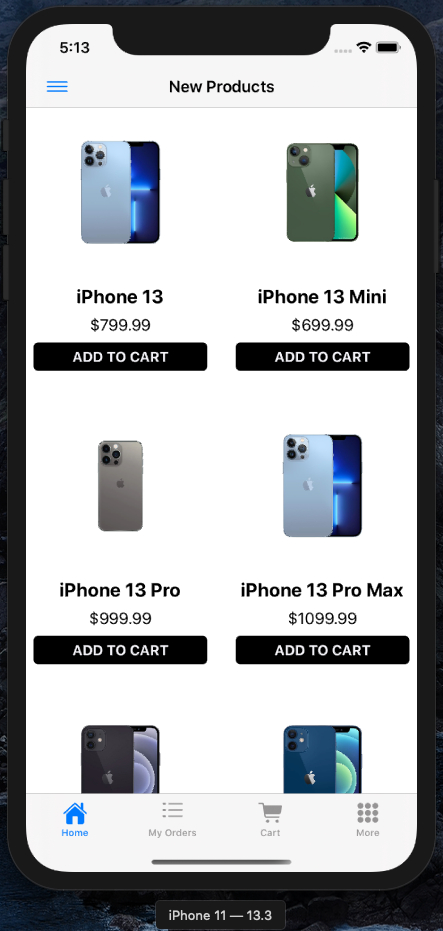 5:13
New Products
iPhone 13
iPhone 13 Mini
$799.99
$699.99
ADD TO CART
ADD TO CART
iPhone 13 Pro
iPhone 13 Pro Max
$999.99
$1099.99
ADD TO CART
ADD TO CART
Home
My Orders
Cart
More
iPhone 11 — 13.3